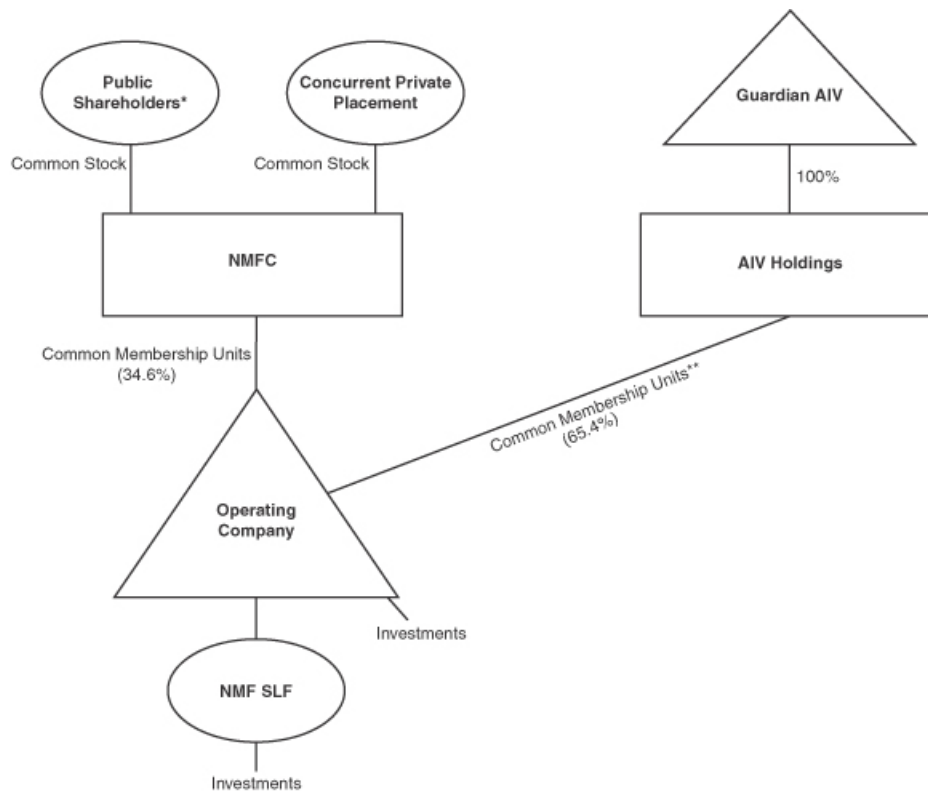 Public
Shareholders*
Concurrent Private
Placement
Guardian AIV
Common Stock
Common Stock
100%
NMFC
AIV Holdings
Common Membership Units
(34.6%)
Common Membership Units**
(65.4%)
Operating
Company
Investments
NMF SLF
Investments